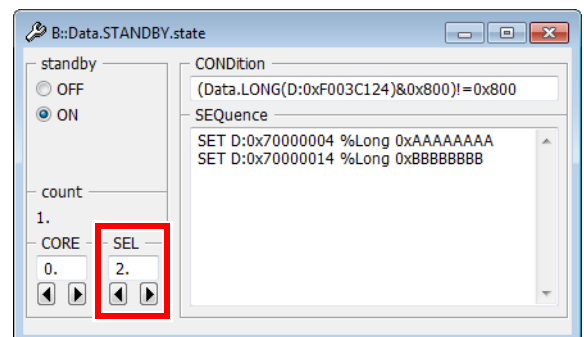 B::Data.STANDBY.state
standby
OFF
ON
count
1.
CORE
0.
SEL
2.
CONDition
(Data.LONG(D:0xF003C124)&0x800)!=0x800
SEQuence
SET D:0x70000004 %Long 0xAAAAAAAA
SET D:0x70000014 %Long 0xBBBBBBBB